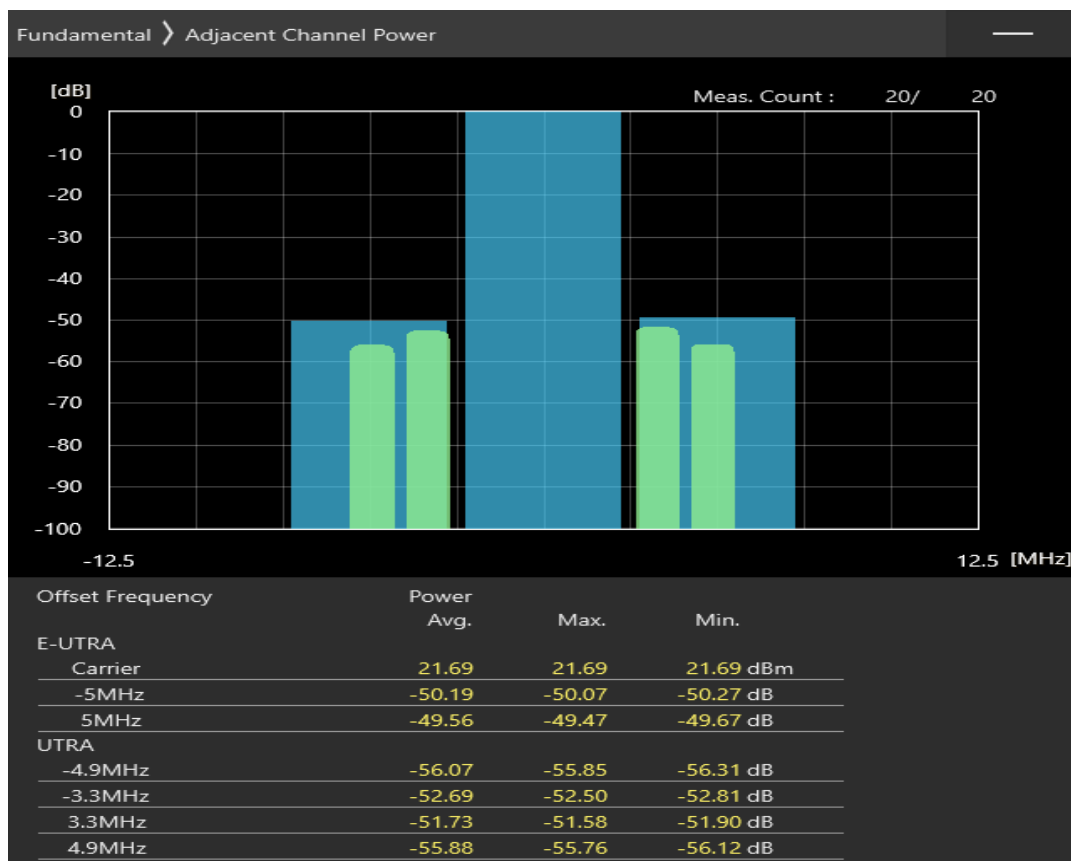 Fundamental ❯ Adjacent Channel Power
[dB]
Meas. Count : 20/ 20
0
-10
-20
-30
-40
-50
-60
-70
-80
-90
-100
-12.5 12.5 [MHz]
Offset Frequency Power
Avg. Max. Min.
E-UTRA
Carrier 21.69 21.69 21.69 dBm
-5MHz -50.19 -50.07 -50.27 dB
5MHz -49.56 -49.47 -49.67 dB
UTRA
-4.9MHz -56.07 -55.85 -56.31 dB
-3.3MHz -52.69 -52.50 -52.81 dB
3.3MHz -51.73 -51.58 -51.90 dB
4.9MHz -55.88 -55.76 -56.12 dB